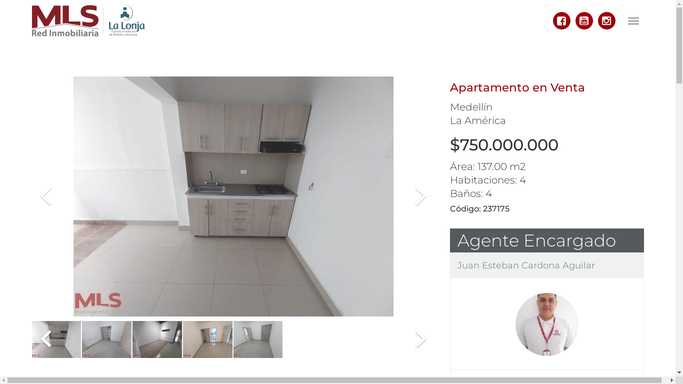 MLS
Red Inmobiliaria
La Lonja
Apartamento en Venta
Medellín
La América
$750.000.000
Área: 137.00 m2
Habitaciones: 4
Baños: 4
Código: 237175
Agente Encargado
Juan Esteban Cardona Aguilar
MLS